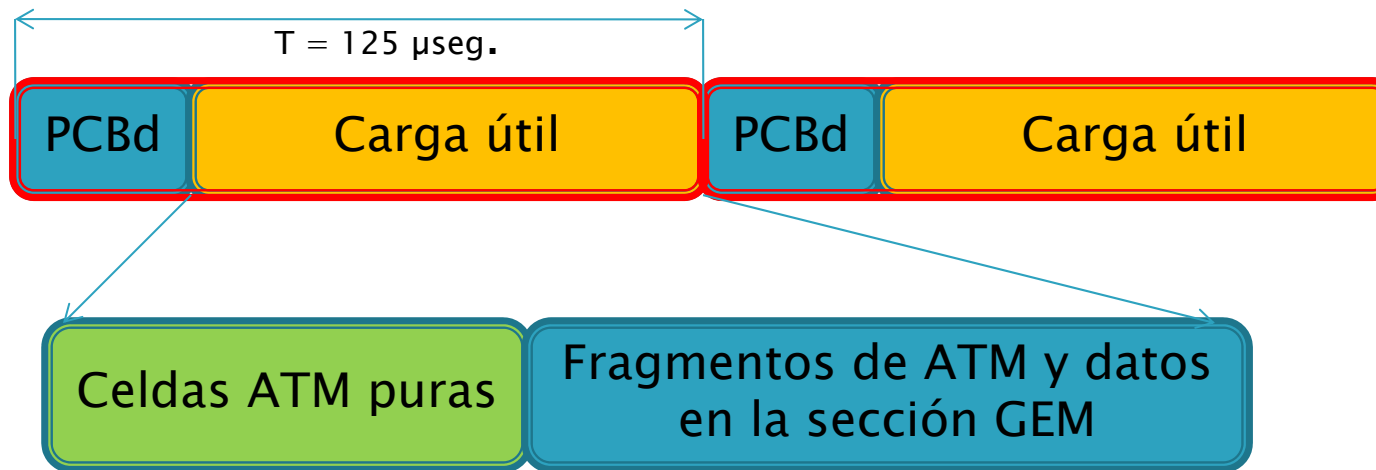 T = 125 µseg.
PCBd Carga útil PCBd Carga útil
Celdas ATM puras
Fragmentos de ATM y datos
en la sección GEM